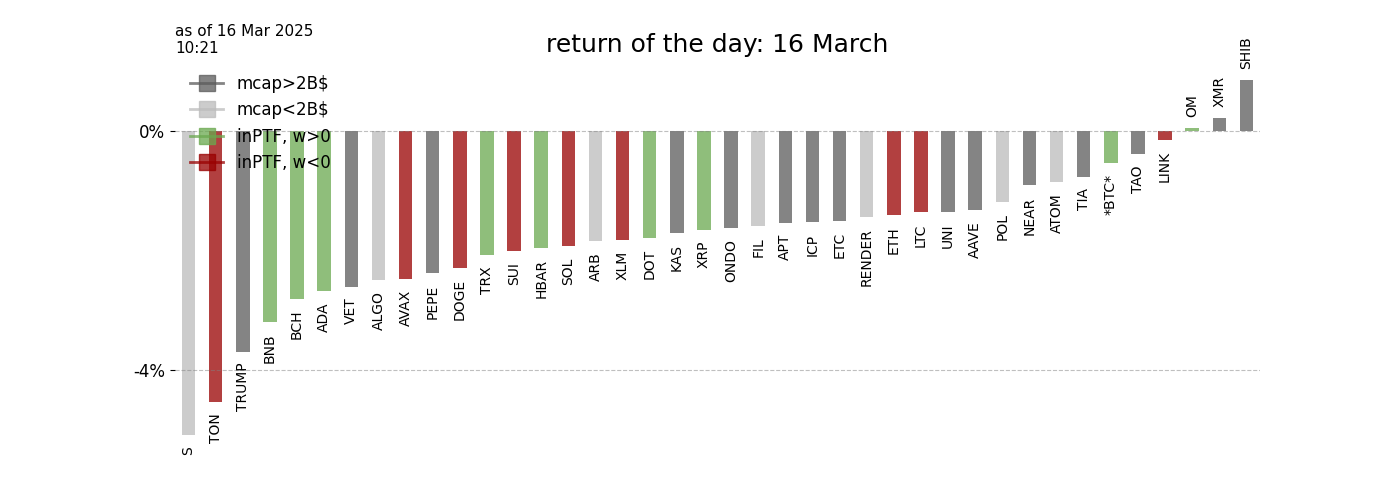 as of 16 Mar 2025
10:21
return of the day: 16 March
mcap>2B$
mcap<2B$
inPTF, w>0
inPTF, w<0
0%
-4%
S
TON
TRUMP
BNB
BCH
ADA
VET
ALGO
AVAX
PEPE
DOGE
TRX
SUI
HBAR
SOL
ARB
XLM
DOT
KAS
XRP
ONDO
FIL
APT
ICP
ETC
RENDER
ETH
LTC
UNI
AAVE
POL
NEAR
ATOM
TIA
*BTC*
TAO
LINK
OM
XMR
SHIB